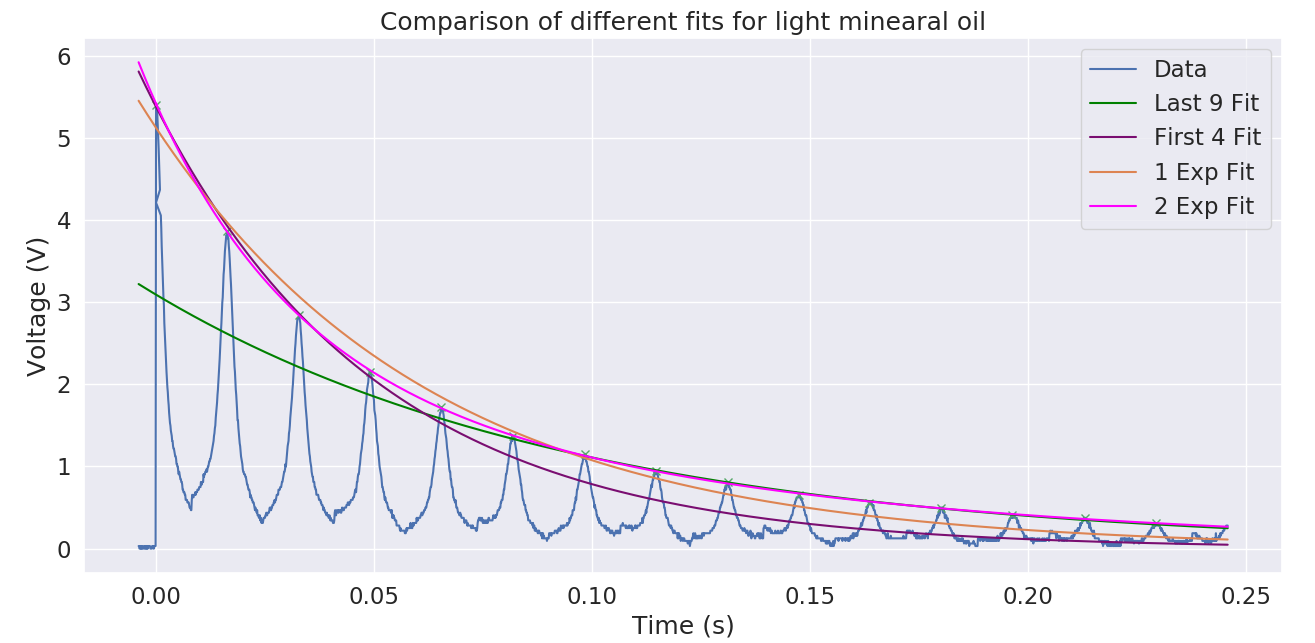 Comparison of different fits for light minearal oil
Data
Last 9 Fit
First 4 Fit
1 Exp Fit
2 Exp Fit
Voltage (V)
6
5
4
3
2
1
0
0.00 0.05 0.10 0.15 0.20 0.25
Time (s)